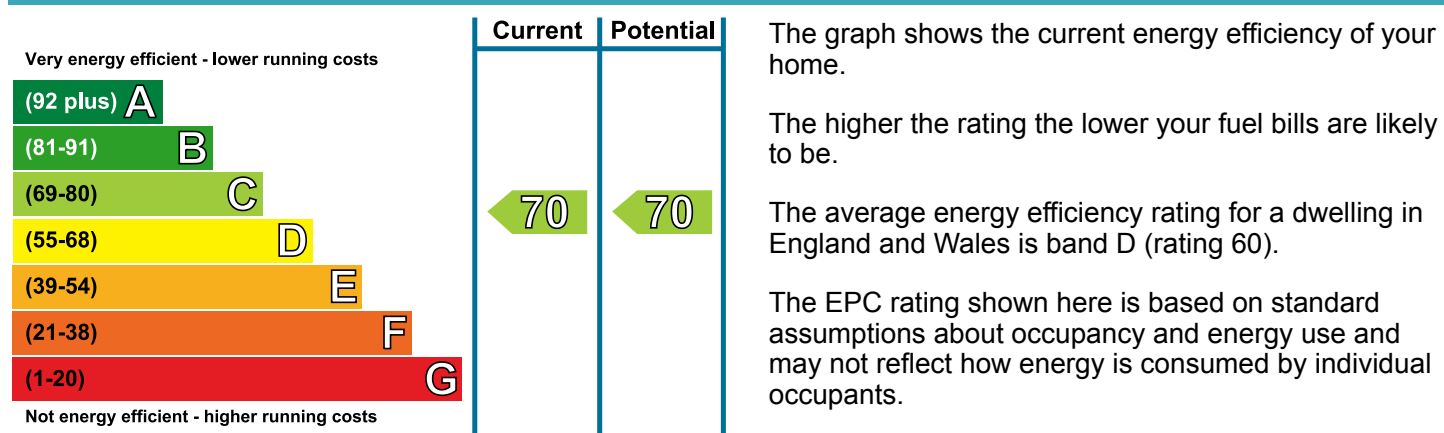 Current Potential
Very energy efficient - lower running costs
(92 plus) A
(81-91) B
(69-80) C
(55-68) D
(39-54) E
(21-38) F
(1-20) G
Not energy efficient - higher running costs
70 70
The graph shows the current energy efficiency of your
home.
The higher the rating the lower your fuel bills are likely
to be.
The average energy efficiency rating for a dwelling in
England and Wales is band D (rating 60).
The EPC rating shown here is based on standard
assumptions about occupancy and energy use and
may not reflect how energy is consumed by individual
occupants.